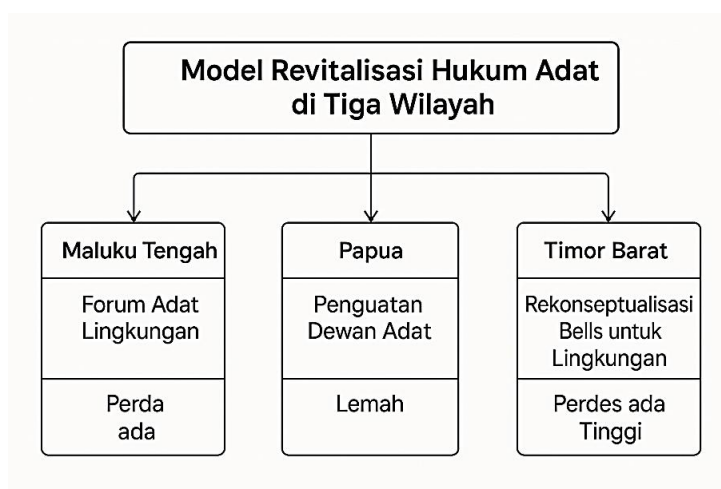 Model Revitalisasi Hukum Adat
di Tiga Wilayah
Maluku Tengah
Forum Adat
Lingkungan
Perda
ada
Papua
Penguatan
Dewan Adat
Lemah
Timor Barat
Rekonseptualisasi
Bells untuk
Lingkungan
Perdes ada
Tinggi